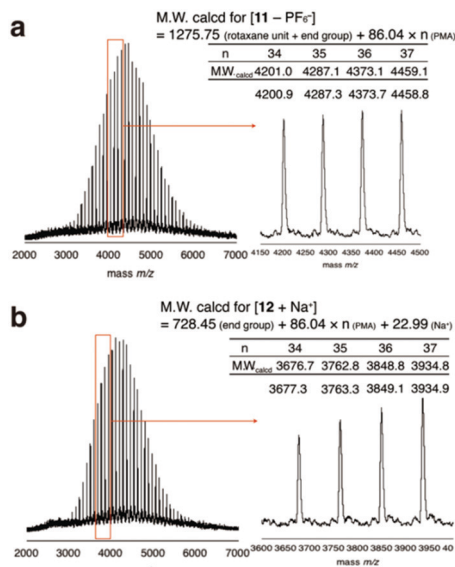 a
M.W. calcd for [11 – PF₆⁻]
= 1275.75 (rotaxane unit + end group) + 86.04 × n (PMA)
n 34 35 36 37
M.W.calcd 4201.0 4287.1 4373.1 4459.1
4200.9 4287.3 4373.7 4458.8
2000 3000 4000 5000 6000 7000
mass m/z
4150 4200 4250 4300 4350 4400 4450 4500
mass m/z
b
M.W. calcd for [12 + Na⁺]
= 728.45 (end group) + 86.04 × n (PMA) + 22.99 (Na⁺)
n 34 35 36 37
M.W.calcd 3676.7 3762.8 3848.8 3934.8
3677.3 3763.3 3849.1 3934.9
2000 3000 4000 5000 6000 7000
mass m/z
3600 3650 3700 3750 3800 3850 3900 3950 40
mass m/z